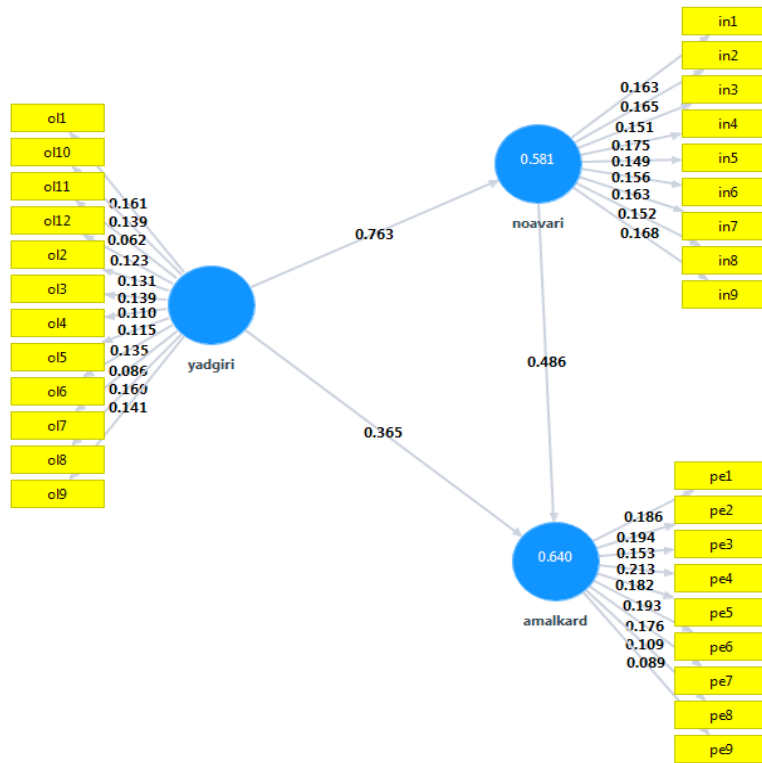 ol1
ol10
ol11
ol12
ol2
ol3
ol4
ol5
ol6
ol7
ol8
ol9
0.161
0.139
0.062
0.123
0.131
0.139
0.110
0.115
0.135
0.086
0.160
0.141
yadgiri
0.763
0.365
0.581
noavari
0.486
0.163
0.165
0.151
0.175
0.149
0.156
0.163
0.152
0.168
in1
in2
in3
in4
in5
in6
in7
in8
in9
0.640
amalkard
0.186
0.194
0.153
0.213
0.182
0.193
0.176
0.109
0.089
pe1
pe2
pe3
pe4
pe5
pe6
pe7
pe8
pe9